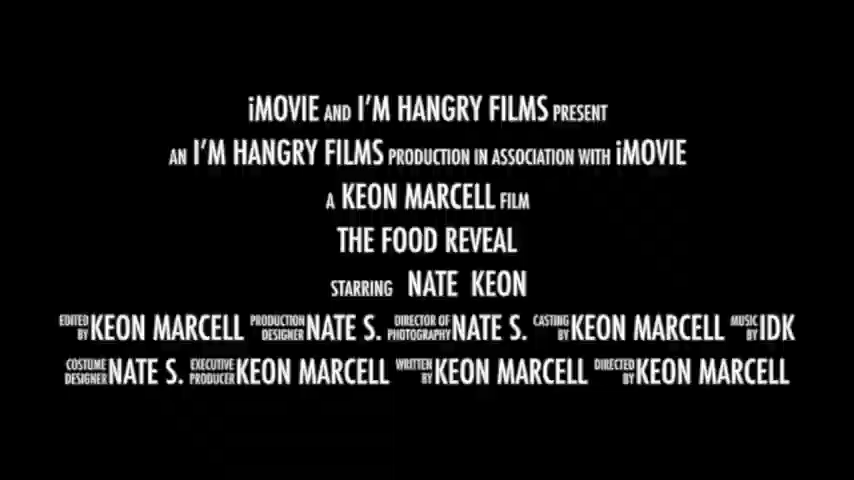 iMOVIE AND I'M HANGRY FILMS PRESENT
AN I'M HANGRY FILMS PRODUCTION IN ASSOCIATION WITH iMOVIE
A KEON MARCELL FILM
THE FOOD REVEAL
STARRING NATE KEON
EDITED BY KEON MARCELL PRODUCTION DESIGNER NATE S. DIRECTOR OF PHOTOGRAPHY NATE S. CASTING BY KEON MARCELL MUSIC BY IDK
COSTUME DESIGNER NATE S. EXECUTIVE PRODUCER KEON MARCELL WRITTEN BY KEON MARCELL DIRECTED BY KEON MARCELL